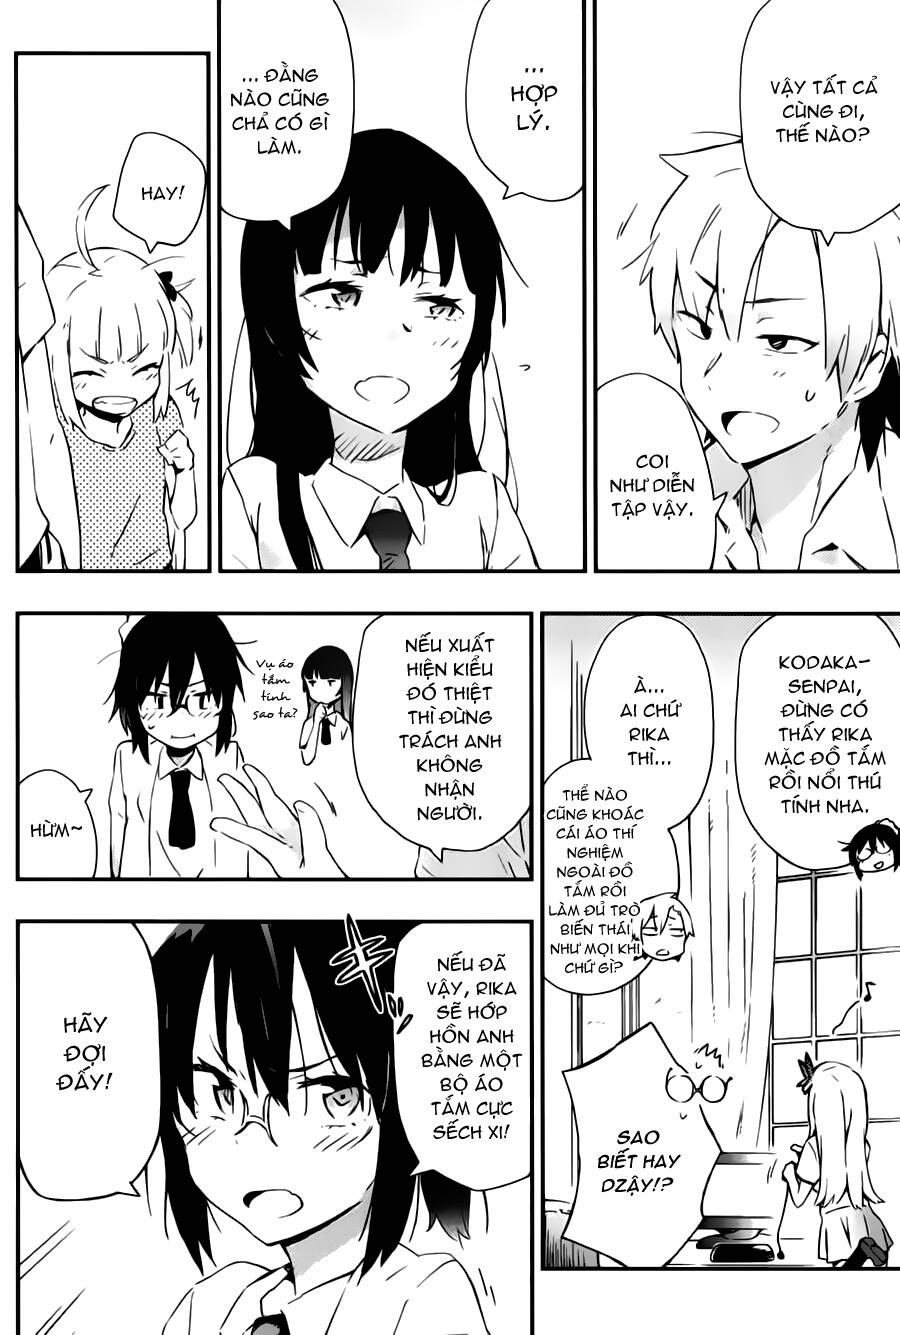 VẬY TẤT CẢ
CÙNG ĐI,
THẾ NÀO?
COI
NHƯ DIỄN
TẬP VẬY.
...
HỢP
LÝ.
... ĐẰNG
NÀO CŨNG
CHẢ CÓ GÌ
LÀM.
HAY!
KODAKA-
SENPAI,
ĐỪNG CÓ
THẤY RIKA
MẶC ĐỒ TẮM
RỒI NỔI THÚ
TÍNH NHA.
À...
AI CHỨ
RIKA
THÌ...
THỂ NÀO
CŨNG KHOÁC
CÁI ÁO THÍ
NGHIỆM
NGOÀI ĐỒ
TẮM RỒI
LÀM ĐỦ TRÒ
BIẾN THÁI
NHƯ MỌI KHI
CHỨ GÌ?
SAO
BIẾT HAY
DZẬY!?
NẾU XUẤT
HIỆN KIỂU
ĐÓ THIỆT
THÌ ĐỪNG
TRÁCH ANH
KHÔNG
NHẬN
NGƯỜI.
Vụ áo
tắm
tính
sao ta?
HỪM~
NẾU ĐÃ
VẬY, RIKA
SẼ HỚP
HỒN ANH
BẰNG MỘT
BỘ ÁO
TẮM CỰC
SẾCH XI!
HÃY
ĐỢI
ĐẤY!